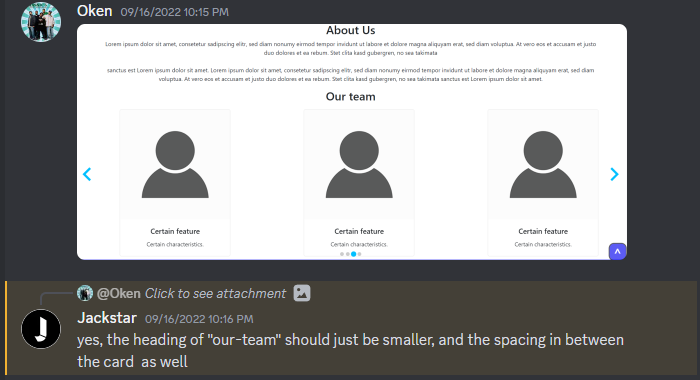 Oken 09/16/2022 10:15 PM
About Us
Lorem ipsum dolor sit amet, consetetur sadipscing elitr, sed diam nonumy eirmod tempor invidunt ut labore et dolore magna aliquyam erat, sed diam voluptua. At vero eos et accusam et justo
duo dolores et ea rebum. Stet clita kasd gubergren, no sea takimata
sanctus est Lorem ipsum dolor sit amet. Lorem ipsum dolor sit amet, consetetur sadipscing elitr, sed diam nonumy eirmod tempor invidunt ut labore et dolore magna aliquyam erat, sed diam
voluptua. At vero eos et accusam et justo duo dolores et ea rebum. Stet clita kasd gubergren, no sea takimata sanctus est Lorem ipsum dolor sit amet.
Our team
Certain feature Certain feature Certain feature
Certain characteristics. Certain characteristics. Certain characteristics.
@Oken Click to see attachment
Jackstar 09/16/2022 10:16 PM
yes, the heading of "our-team" should just be smaller, and the spacing in between
the card as well